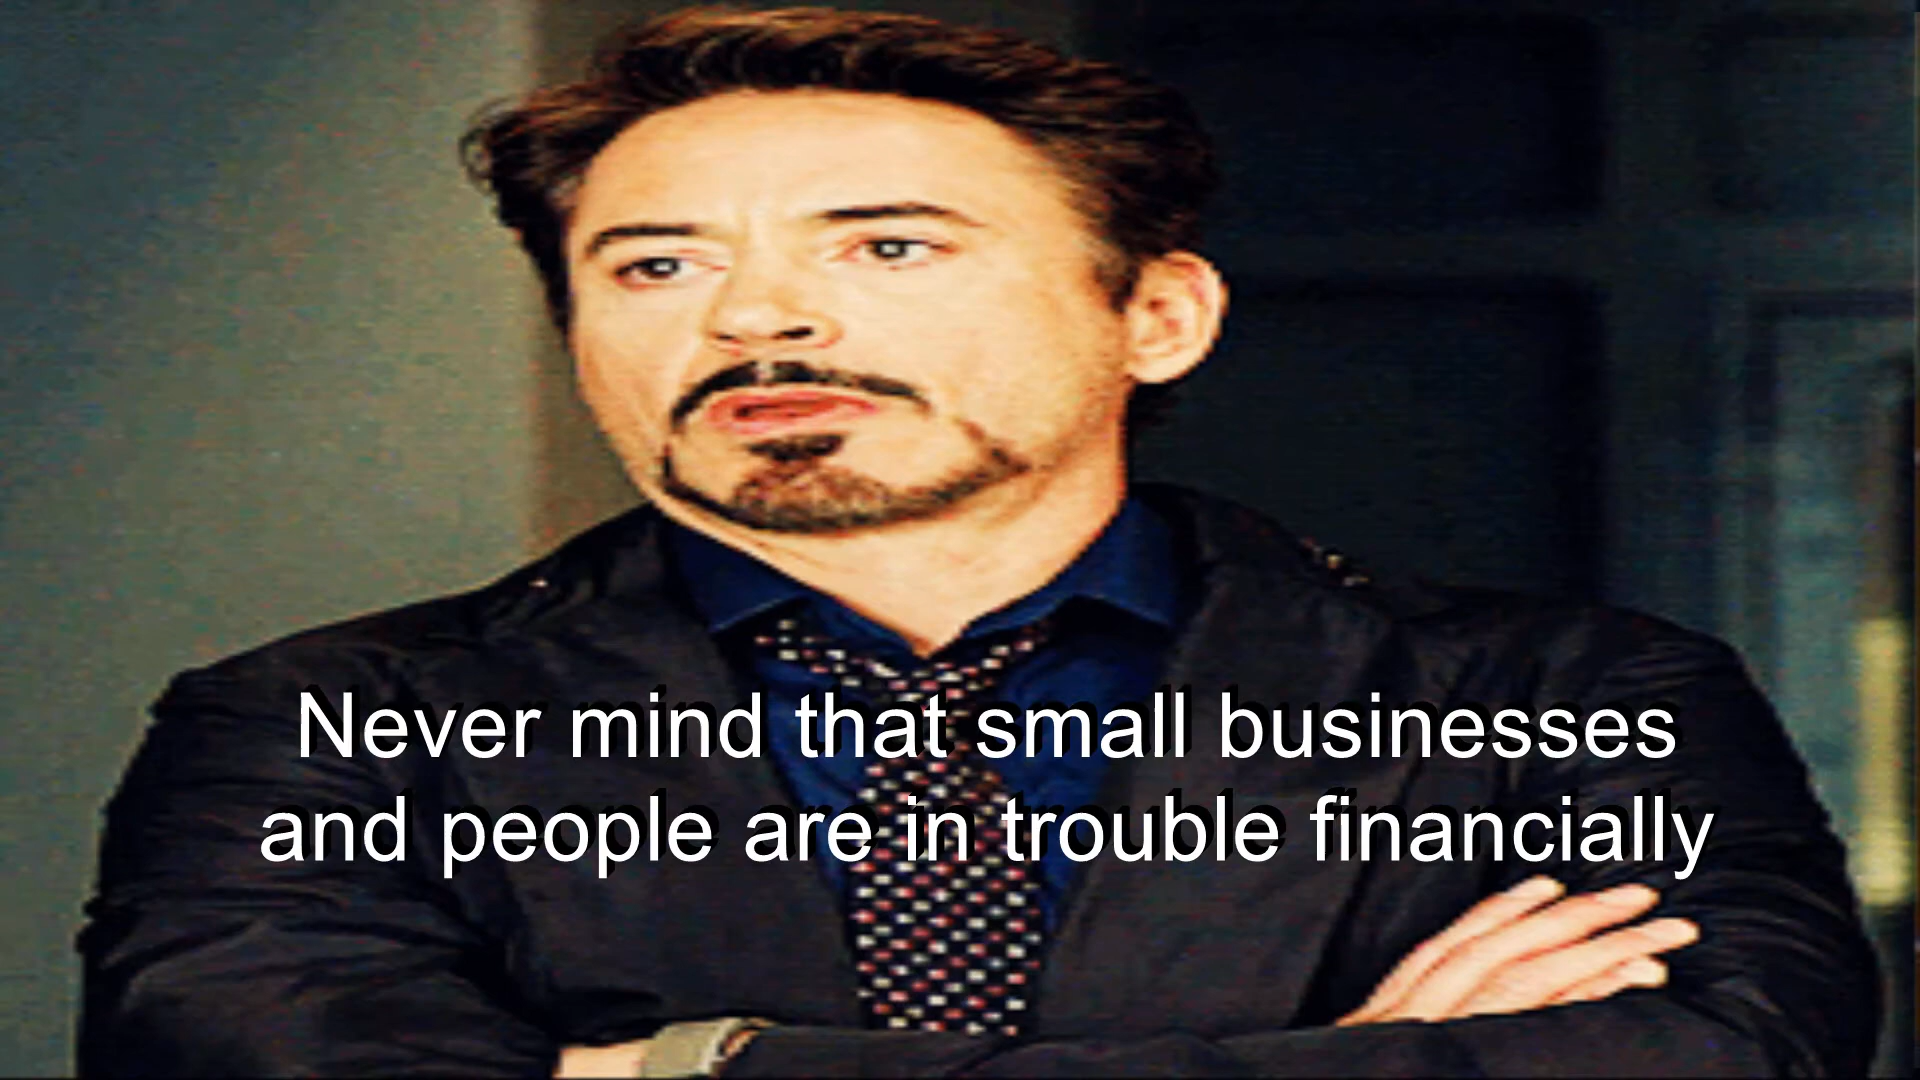 Never mind that small businesses
and people are in trouble financially